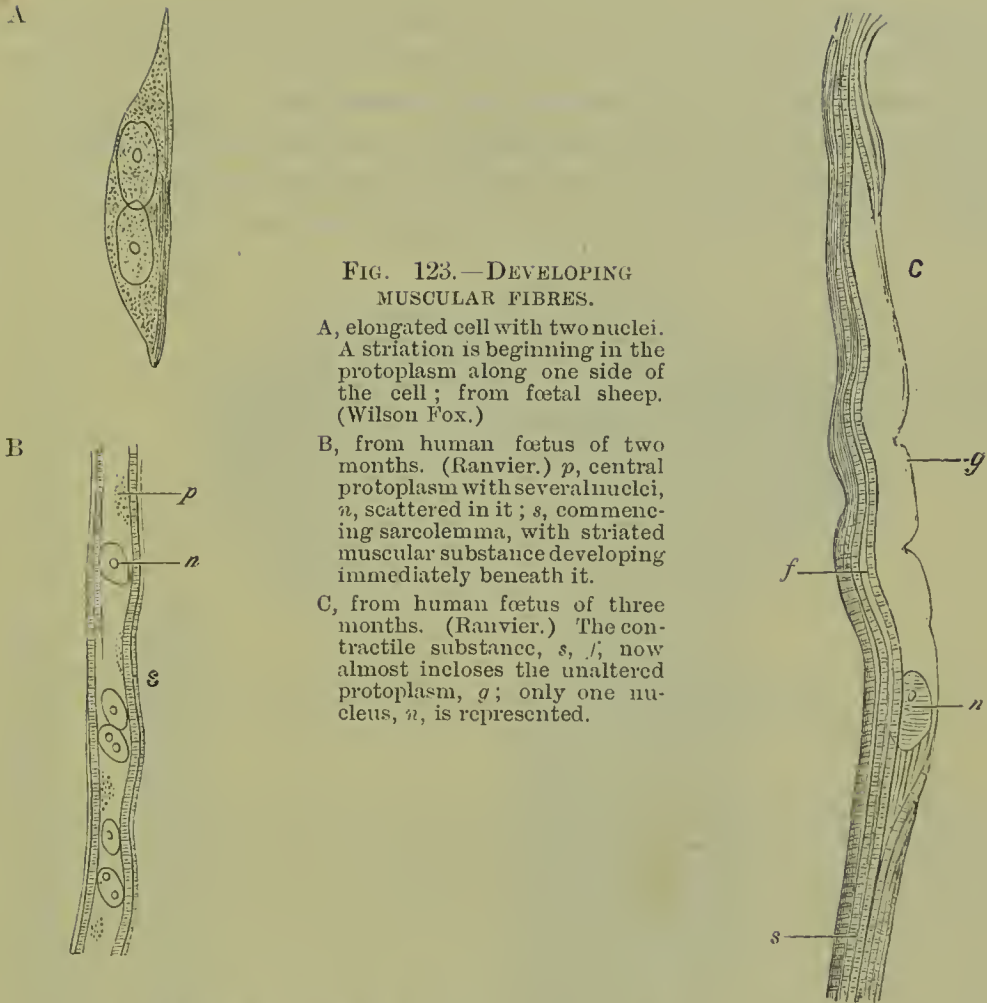 A
FIG. 123.—DEVELOPING
MUSCULAR FIBRES.
A, elongated cell with two nuclei.
A striation is beginning in the
protoplasm along one side of
the cell; from fœtal sheep.
(Wilson Fox.)
B, from human fœtus of two
months. (Ranvier.) p, central
protoplasm with several nuclei,
n, scattered in it; s, commenc-
ing sarcolemma, with striated
muscular substance developing
immediately beneath it.
C, from human fœtus of three
months. (Ranvier.) The con-
tractile substance, s, f, now
almost incloses the unaltered
protoplasm, g; only one nu-
cleus, n, is represented.
B
p
n
s
C
g
f
n
s